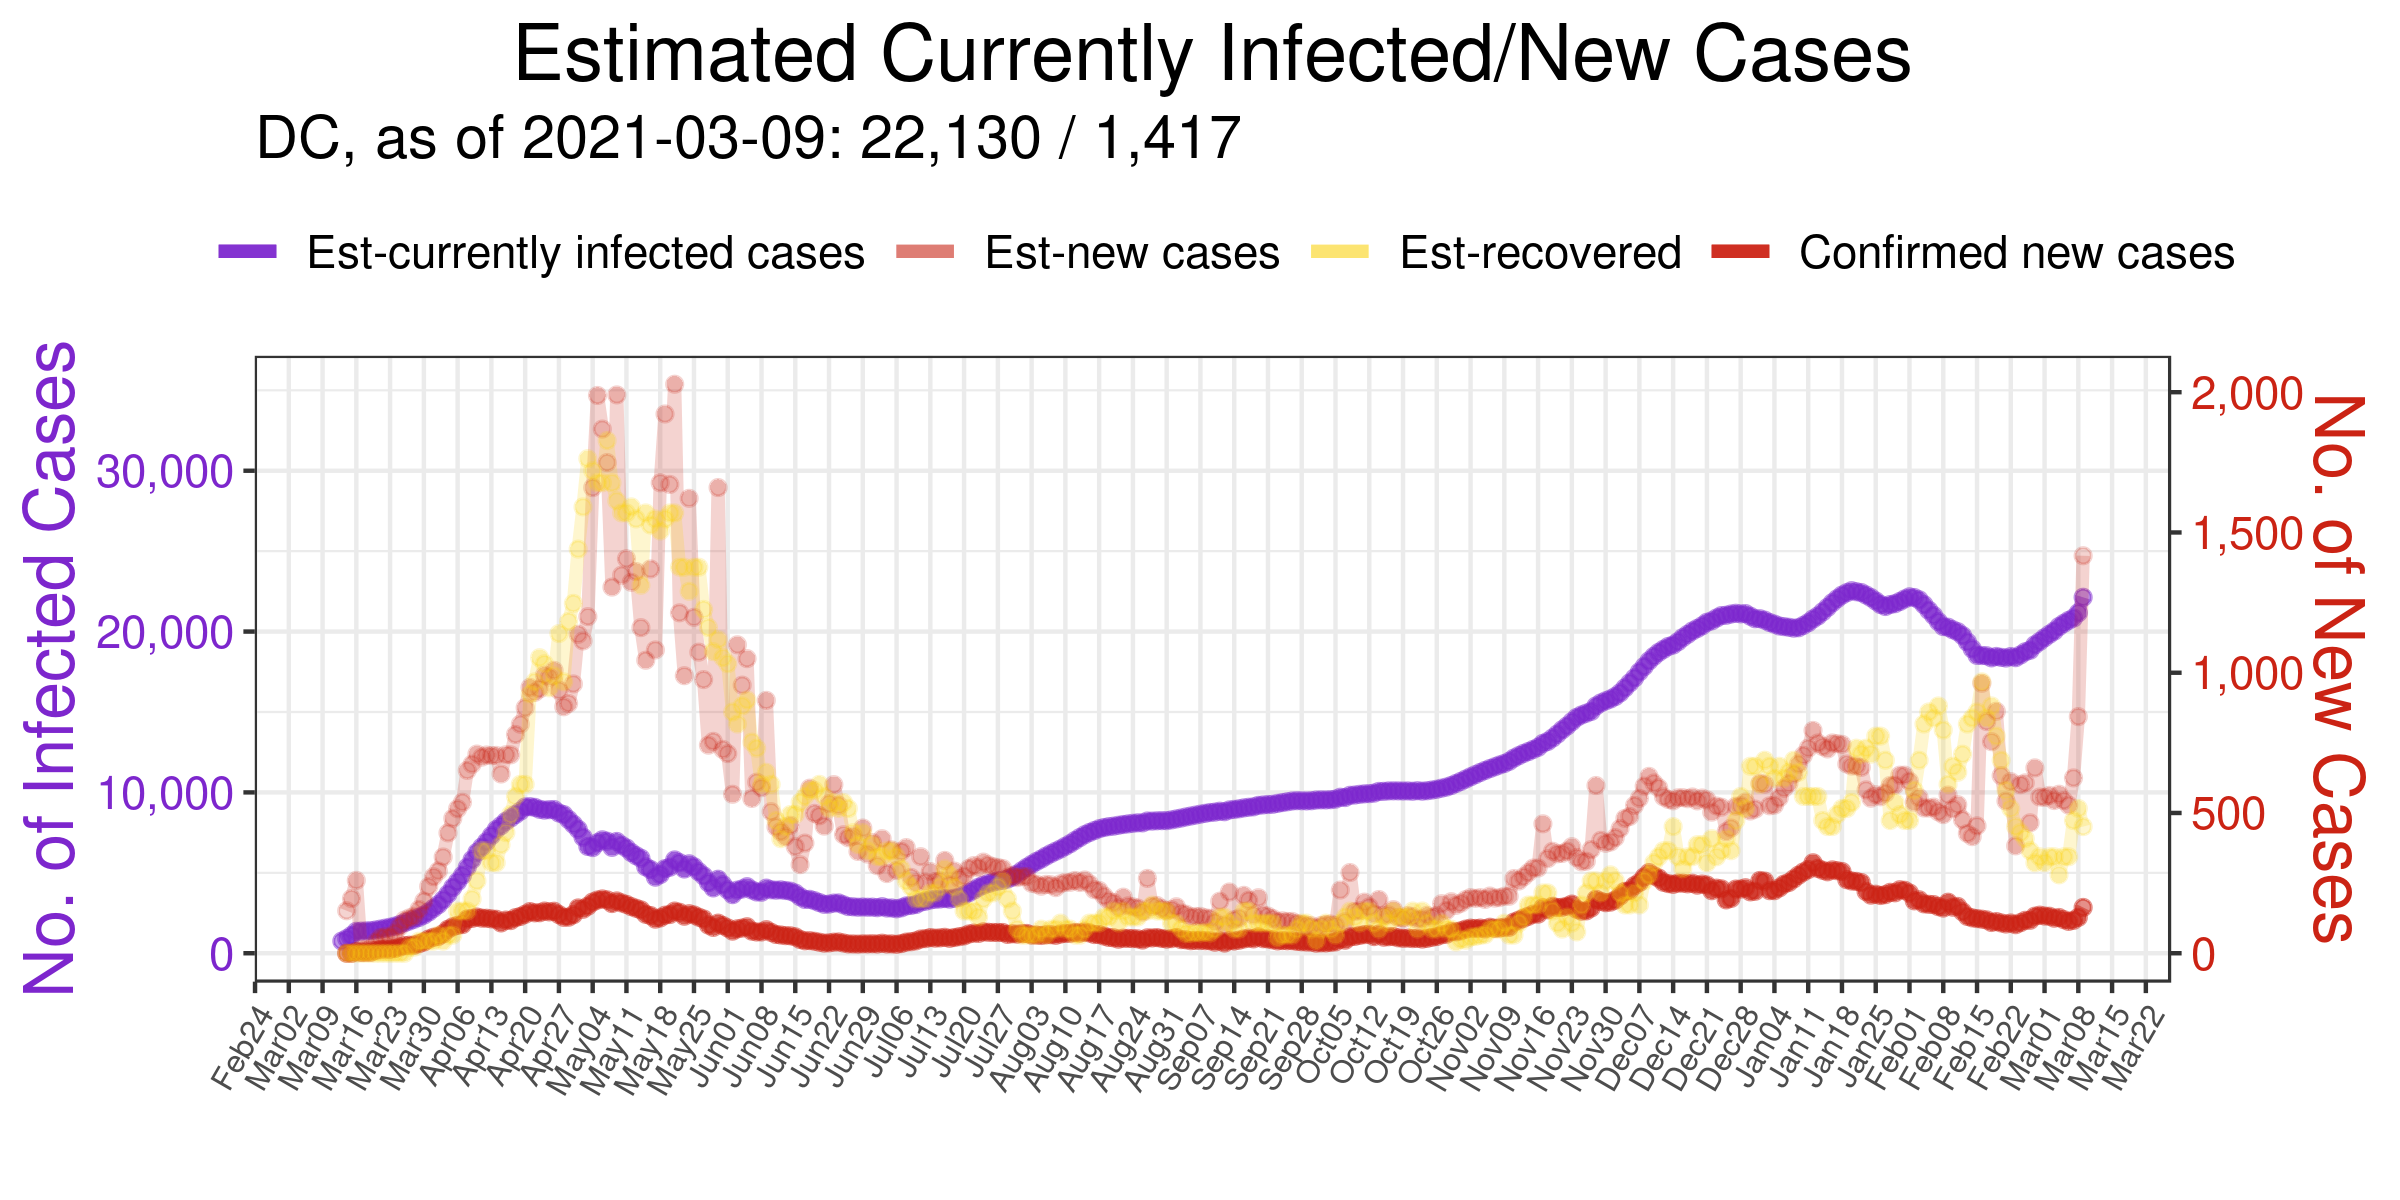 Estimated Currently Infected/New Cases
DC, as of 2021-03-09: 22,130 / 1,417
Est-currently infected cases Est-new cases Est-recovered Confirmed new cases
No. of Infected Cases
30,000
20,000
10,000
0
2,000
1,500
1,000
500
0
No. of New Cases
Feb24 Mar02 Mar09 Mar16 Mar23 Mar30 Apr06 Apr13 Apr20 Apr27 May04 May11 May18 May25 Jun01 Jun08 Jun15 Jun22 Jun29 Jul06 Jul13 Jul20 Jul27 Aug03 Aug10 Aug17 Aug24 Aug31 Sep07 Sep14 Sep21 Sep28 Oct05 Oct12 Oct19 Oct26 Nov02 Nov09 Nov16 Nov23 Nov30 Dec07 Dec14 Dec21 Dec28 Jan04 Jan11 Jan18 Jan25 Feb01 Feb08 Feb15 Feb22 Mar01 Mar08 Mar15 Mar22